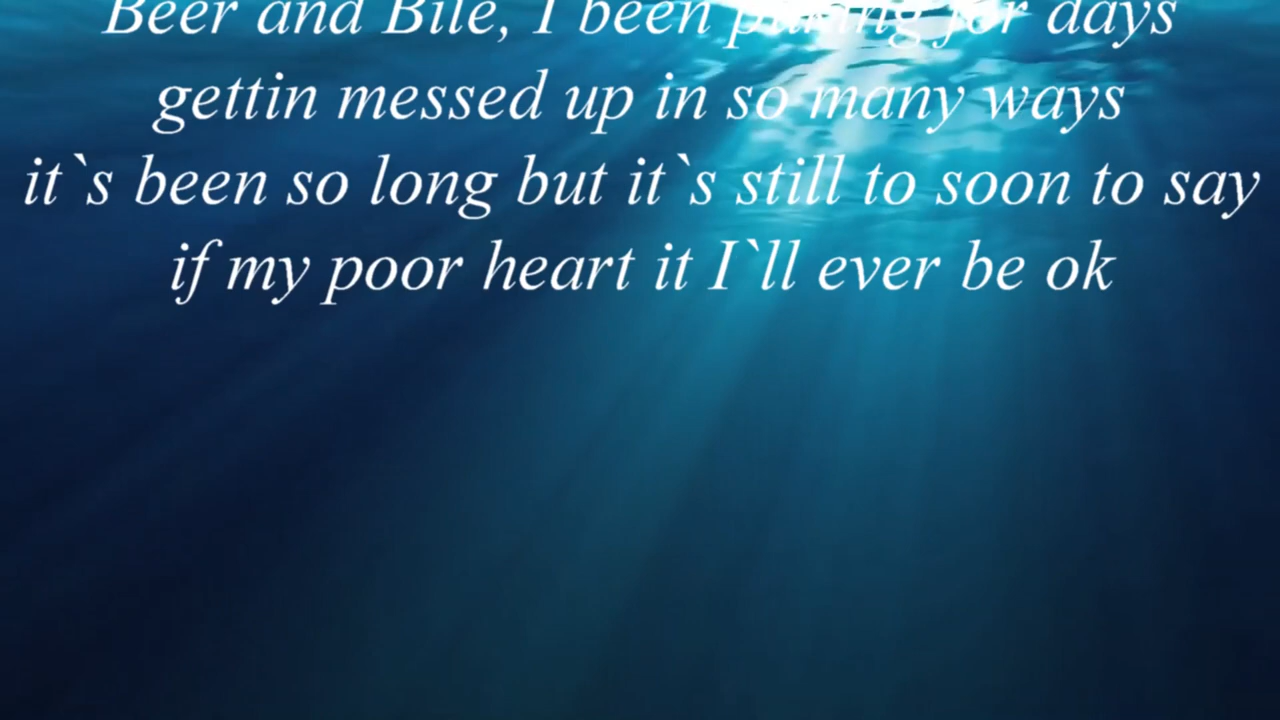 Beer and Bile, I been puking for days
gettin messed up in so many ways
it`s been so long but it`s still to soon to say
if my poor heart it I`ll ever be ok